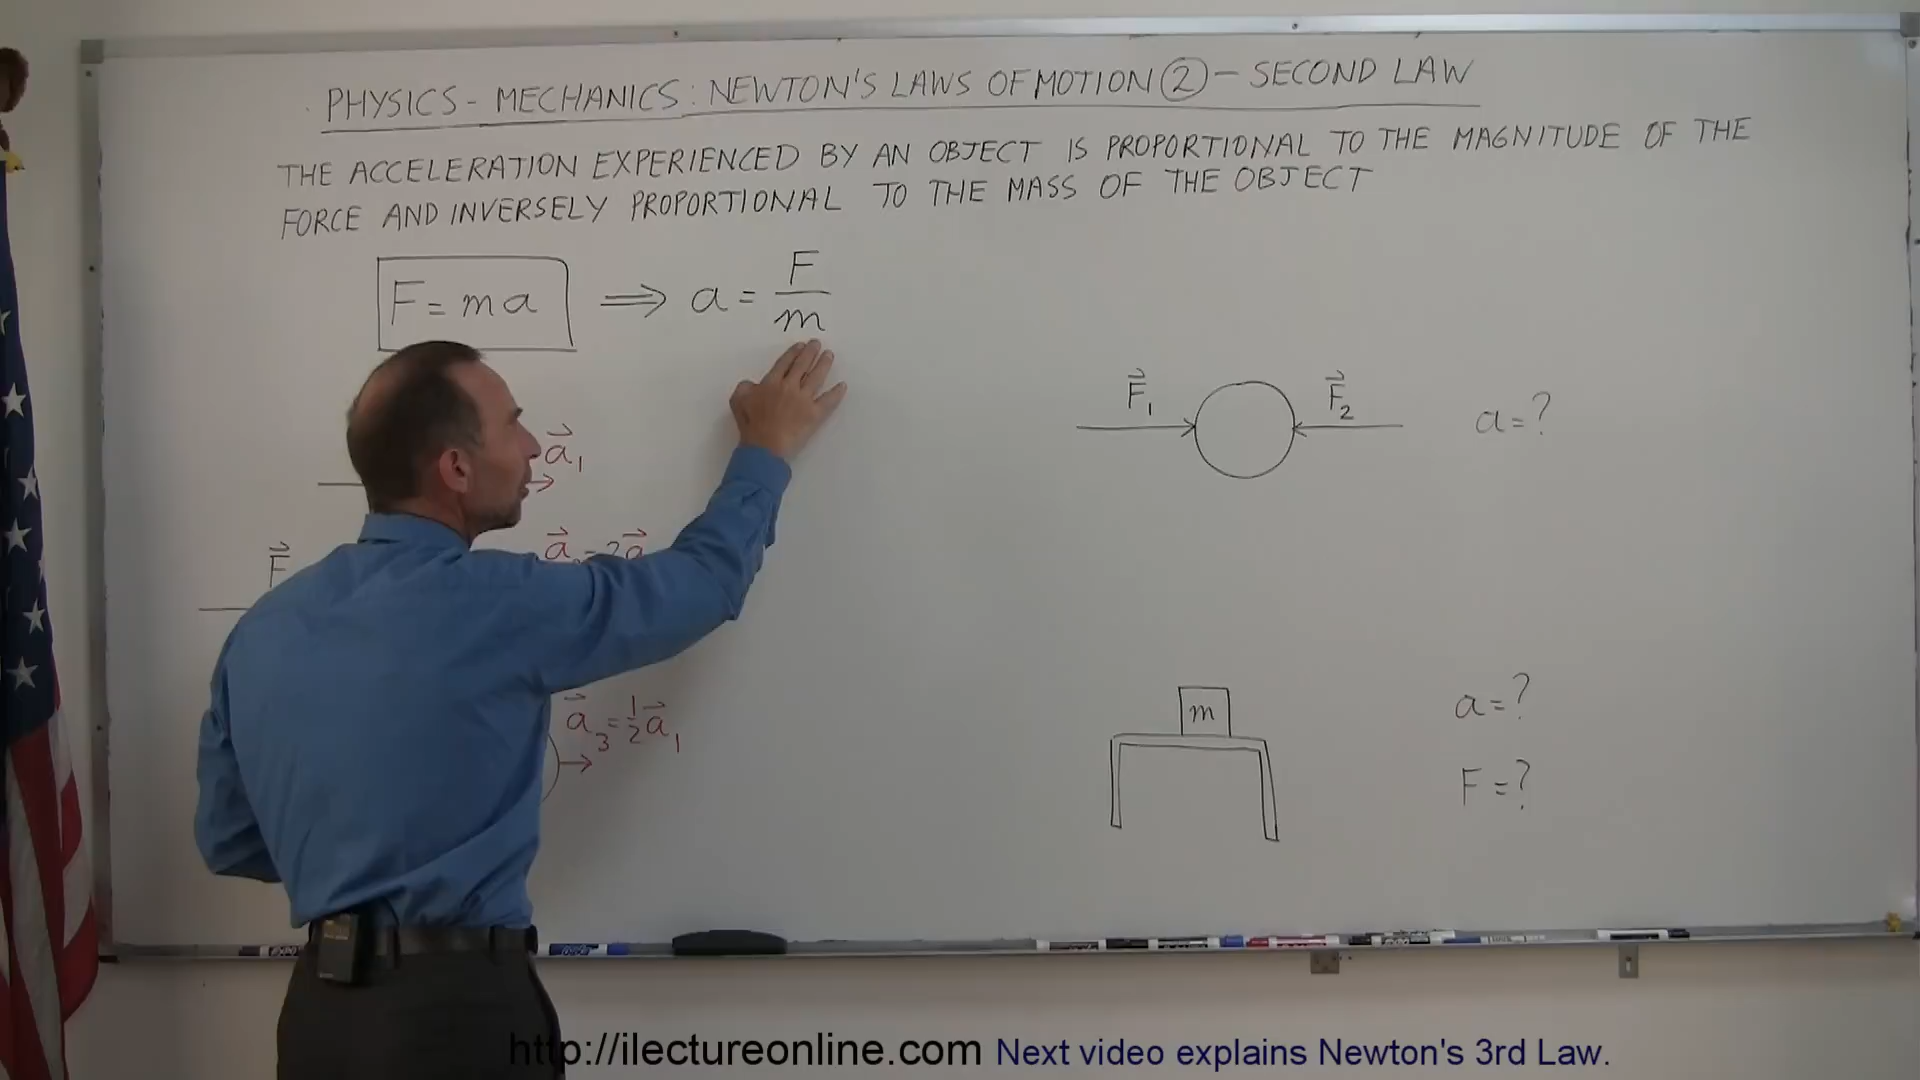 PHYSICS - MECHANICS: NEWTON'S LAWS OF MOTION ② - SECOND LAW
THE ACCELERATION EXPERIENCED BY AN OBJECT IS PROPORTIONAL TO THE MAGNITUDE OF THE
FORCE AND INVERSELY PROPORTIONAL TO THE MASS OF THE OBJECT
F = ma ⟹ a = F/m
F⃗₁ F⃗₂ a = ?
a⃗₁
F⃗
m a = ?
a⃗₃ = ½ a⃗₁
F = ?
http://ilectureonline.com Next video explains Newton's 3rd Law.